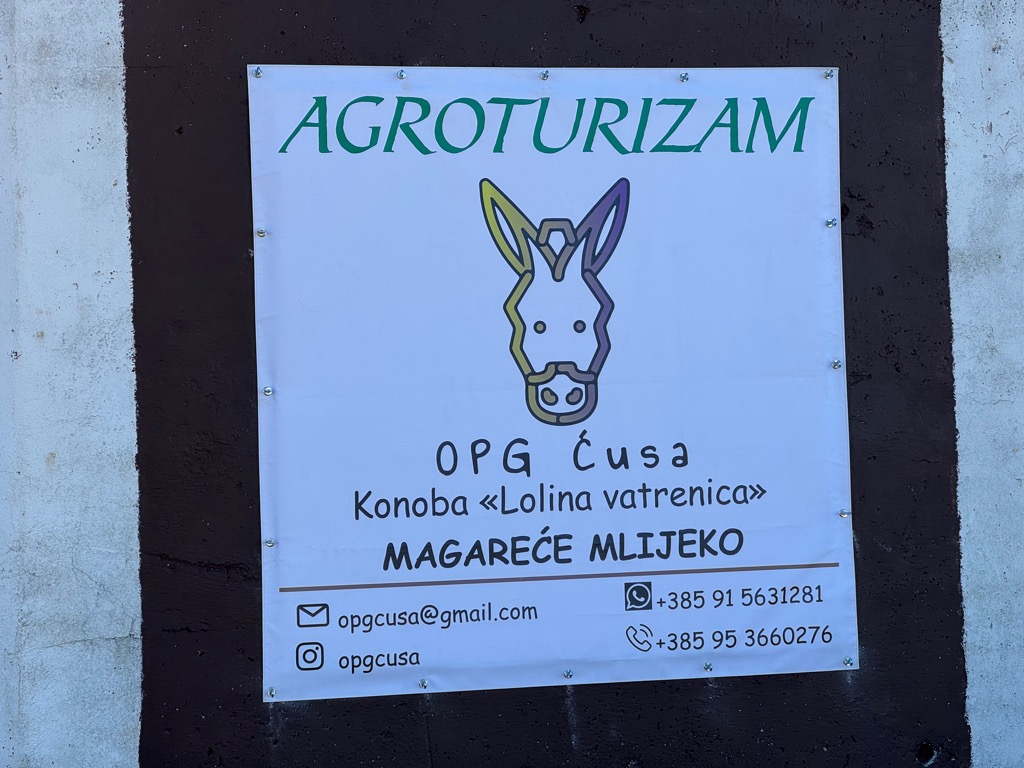 AGROTURIZAM
OPG Ćusa
Konoba «Lolina vatrenica»
MAGAREĆE MLIJEKO
opgcusa@gmail.com
+385 91 5631281
opgcusa
+385 95 3660276